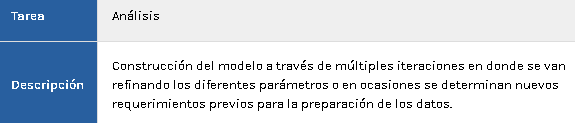 Tarea Análisis
Construcción del modelo a través de múltiples iteraciones en donde se van
Descripción refinando los diferentes parámetros o en ocasiones se determinan nuevos
requerimientos previos para la preparación de los datos.